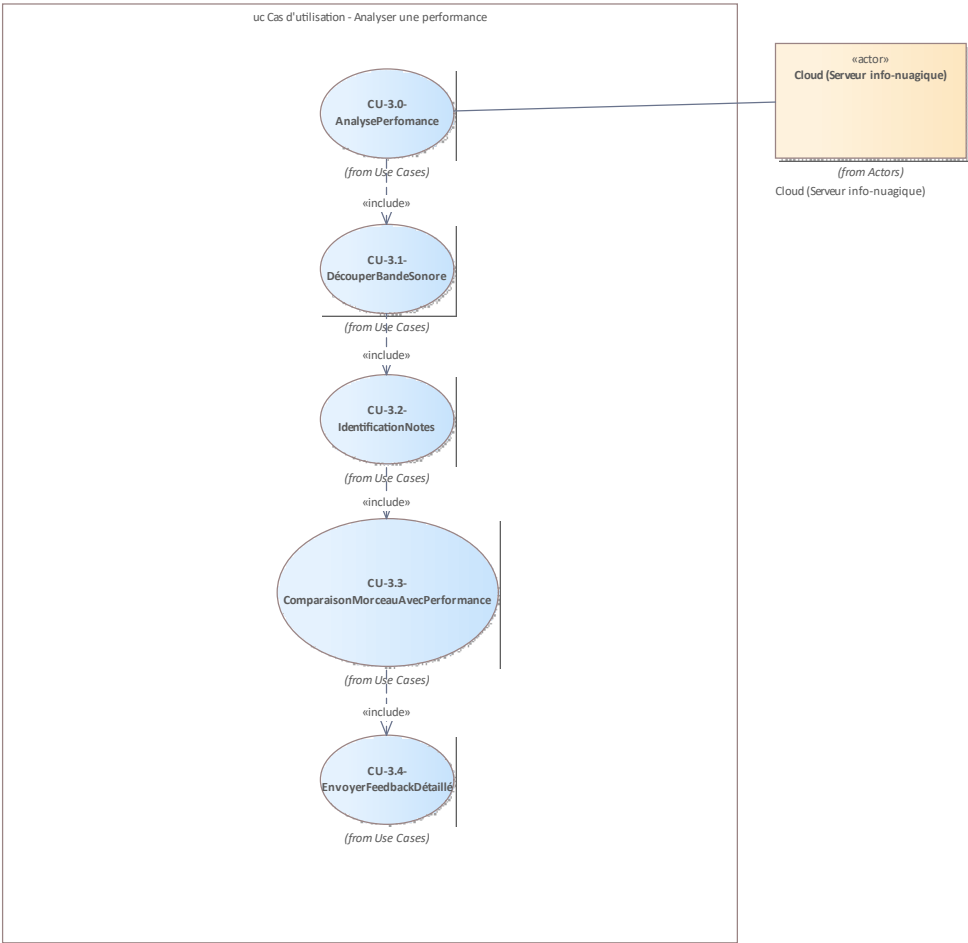 uc Cas d'utilisation - Analyser une performance
«actor»
Cloud (Serveur info-nuagique)
(from Actors)
Cloud (Serveur info-nuagique)
CU-3.0-
AnalysePerfomance
(from Use Cases)
«include»
CU-3.1-
DécouperBandeSonore
(from Use Cases)
«include»
CU-3.2-
IdentificationNotes
(from Use Cases)
«include»
CU-3.3-
ComparaisonMorceauAvecPerformance
(from Use Cases)
«include»
CU-3.4-
EnvoyerFeedbackDétaillé
(from Use Cases)